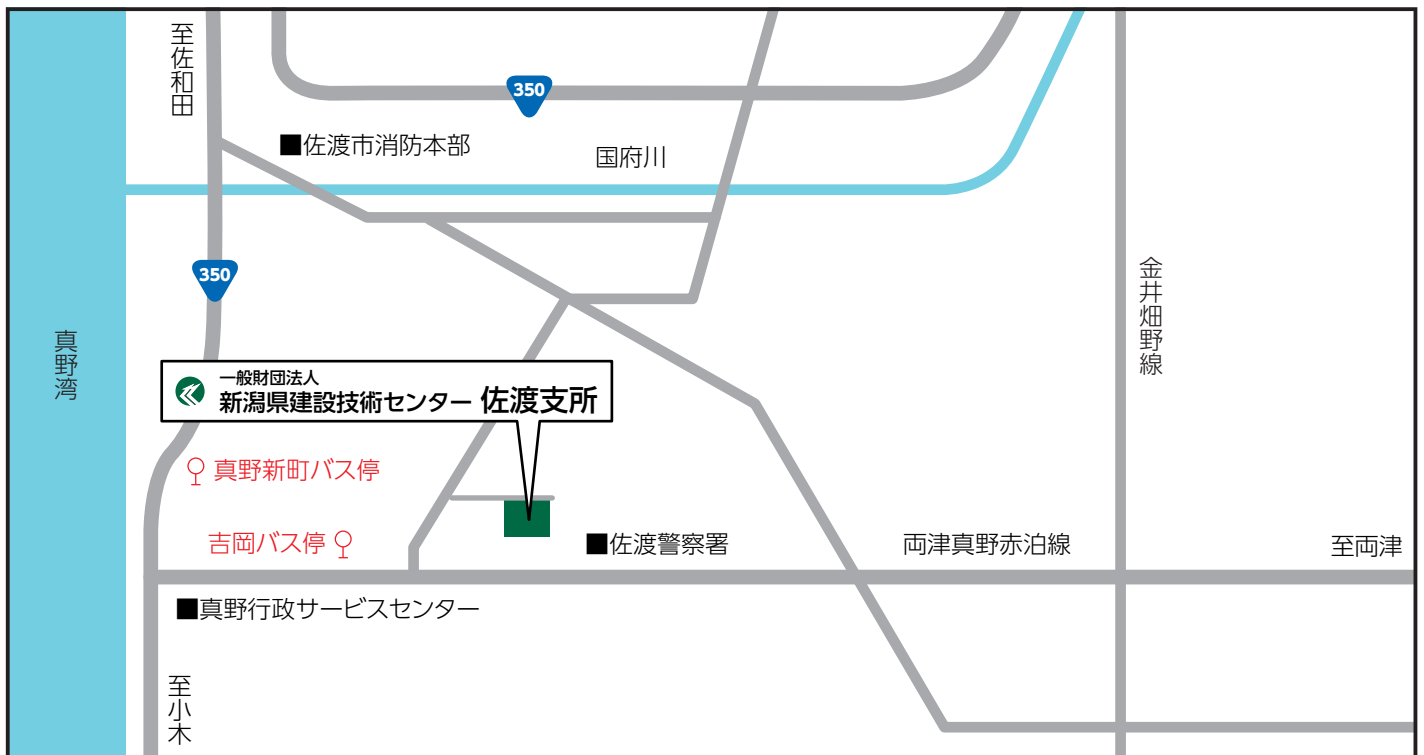 至佐和田
350
■佐渡市消防本部
国府川
350
金井畑野線
真野湾
一般財団法人
新潟県建設技術センター 佐渡支所
真野新町バス停
吉岡バス停
■佐渡警察署
両津真野赤泊線
至両津
■真野行政サービスセンター
至小木